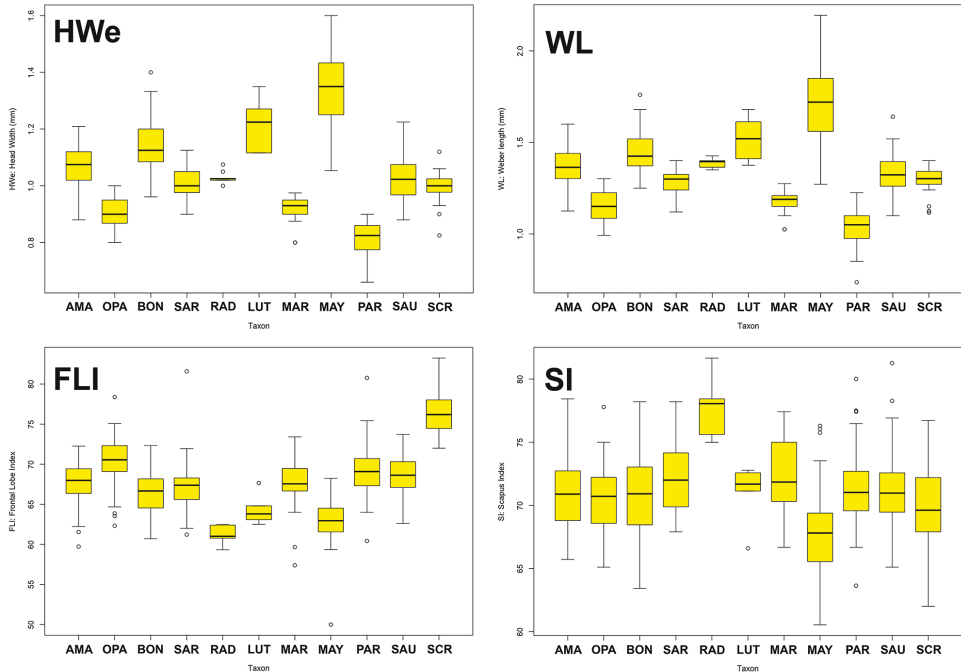 HWe
HWe: Head Width (mm)
1.6
1.4
1.2
1.0
0.8
AMA OPA BON SAR RAD LUT MAR MAY PAR SAU SCR
Taxon
WL
WL: Weber length (mm)
2.0
1.5
1.0
AMA OPA BON SAR RAD LUT MAR MAY PAR SAU SCR
Taxon
FLI
FLI: Frontal Lobe Index
80
75
70
65
60
55
50
AMA OPA BON SAR RAD LUT MAR MAY PAR SAU SCR
Taxon
SI
SI: Scapus Index
80
75
70
65
60
AMA OPA BON SAR RAD LUT MAR MAY PAR SAU SCR
Taxon